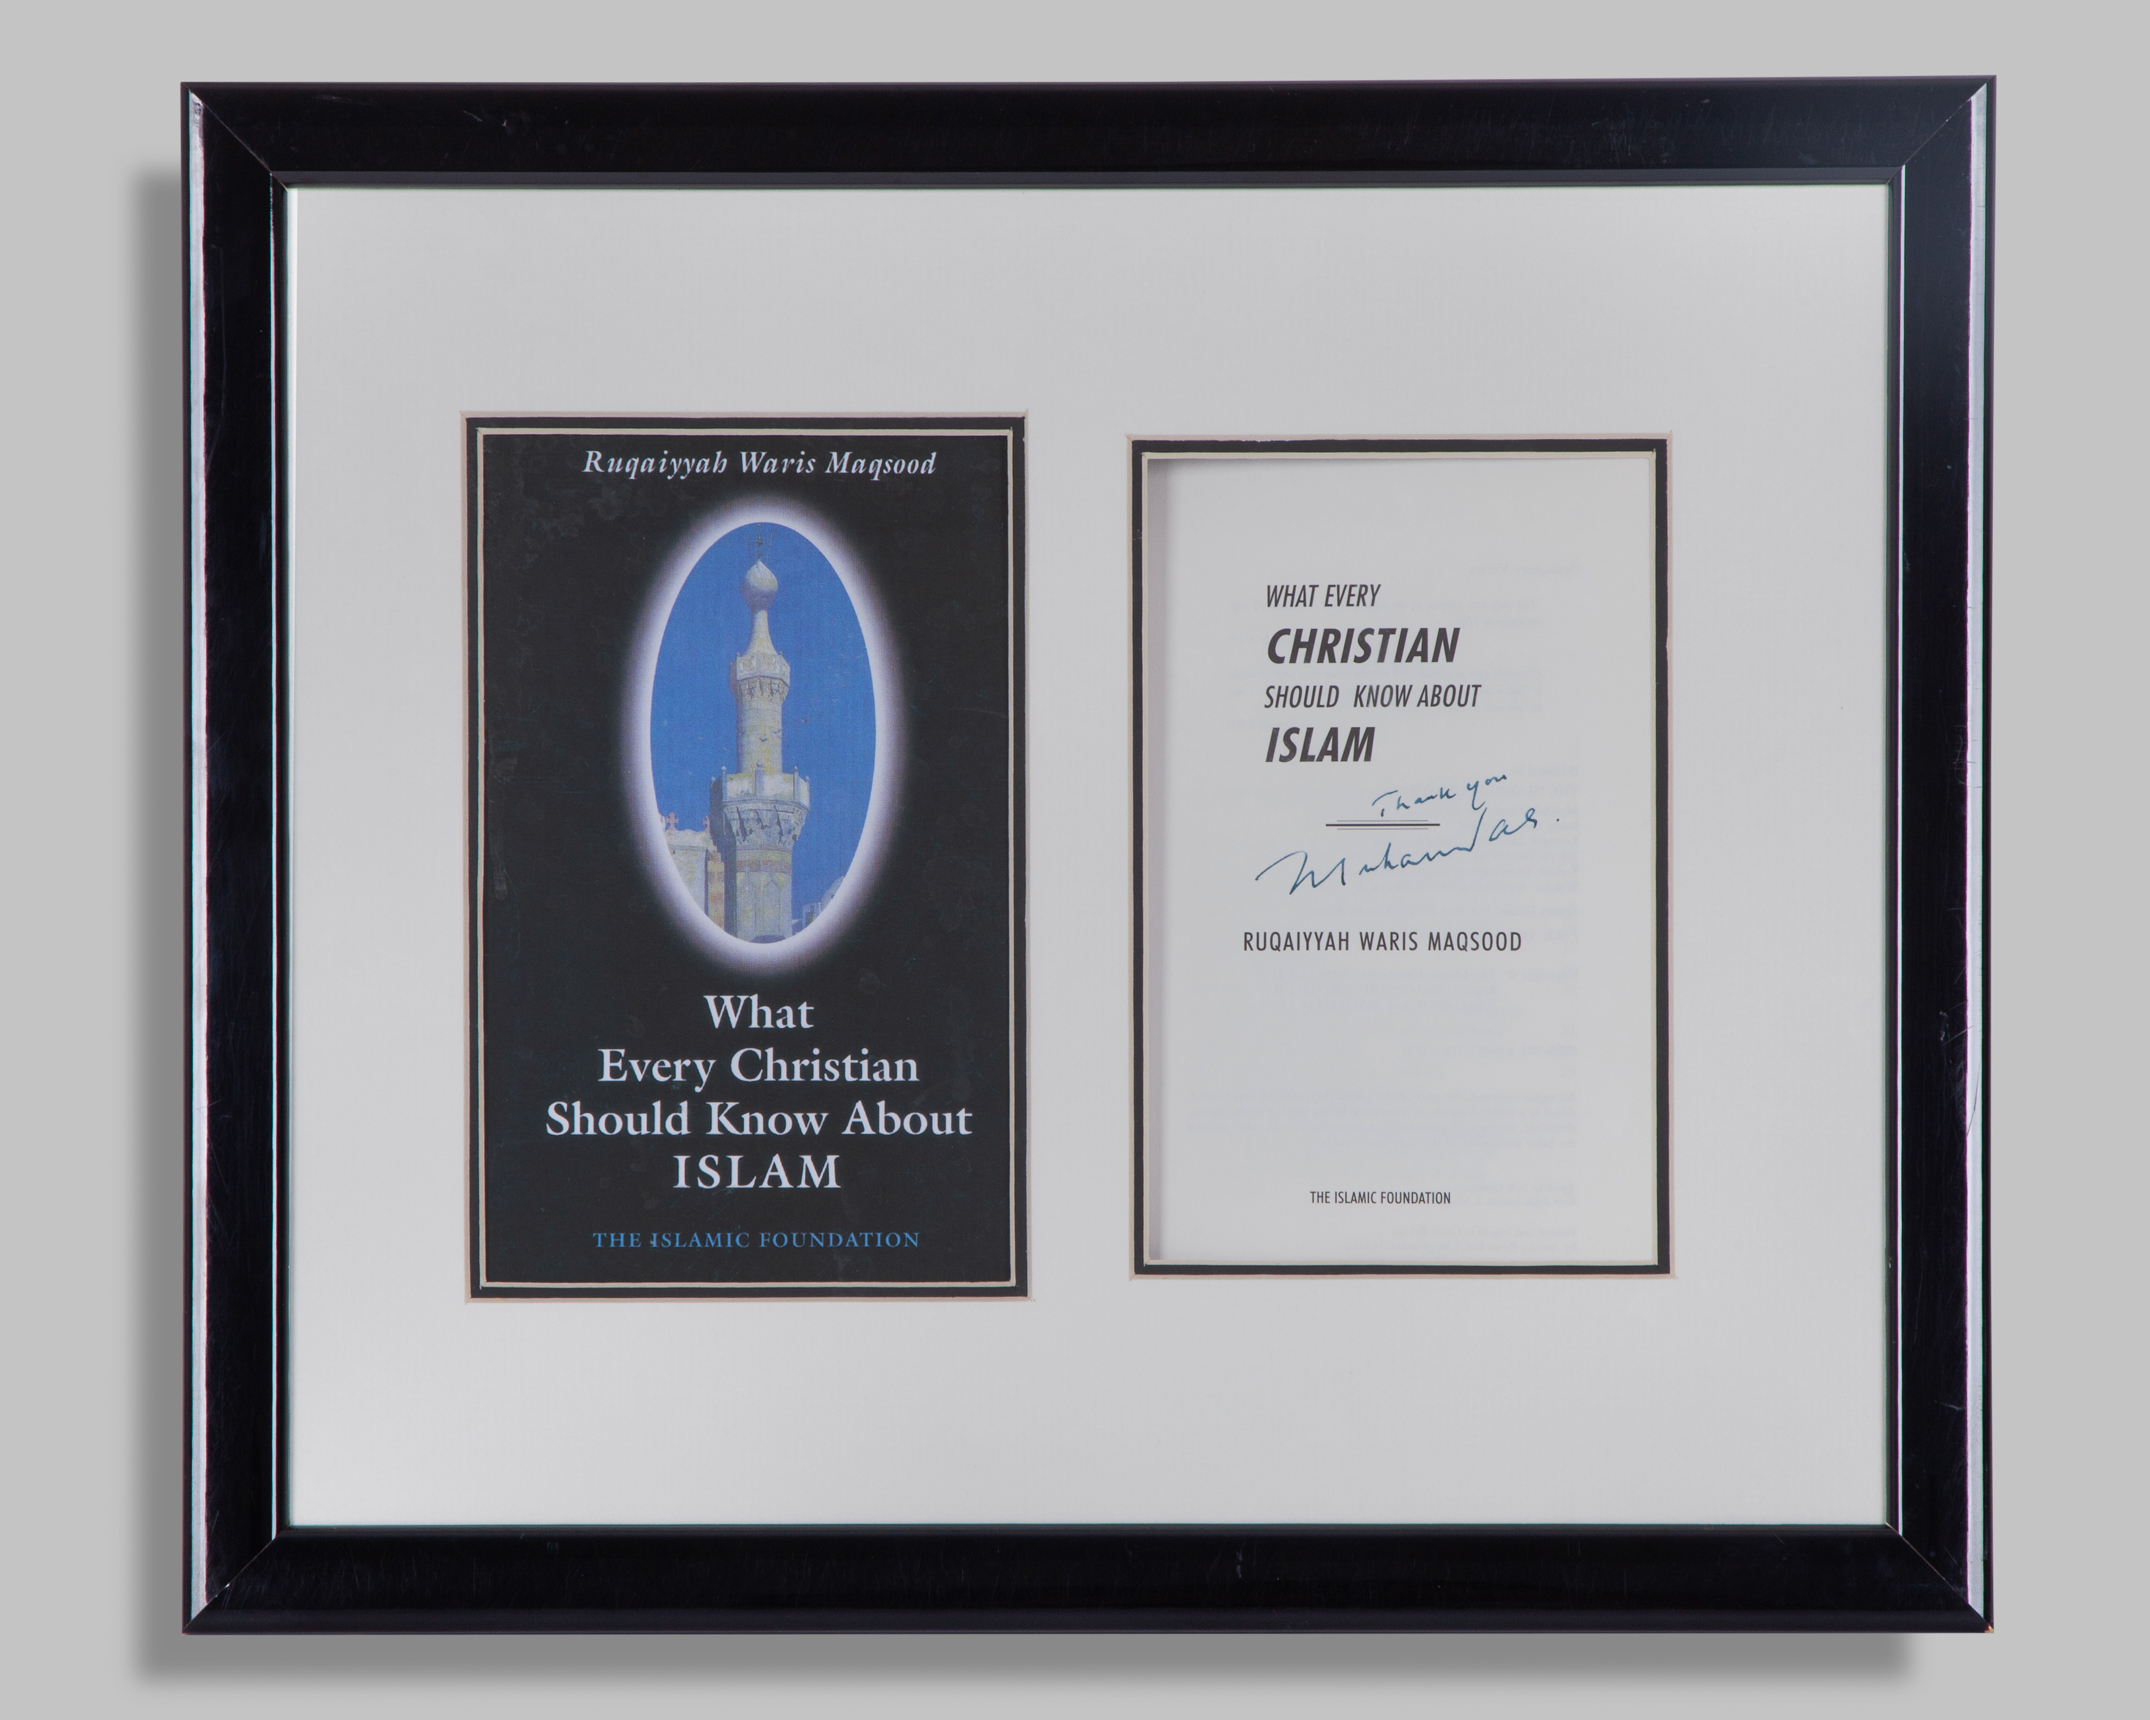 Ruqaiyyah Waris Maqsood
What
Every Christian
Should Know About
ISLAM
THE ISLAMIC FOUNDATION
WHAT EVERY
CHRISTIAN
SHOULD KNOW ABOUT
ISLAM
Thank you
RUQAIYYAH WARIS MAQSOOD
THE ISLAMIC FOUNDATION